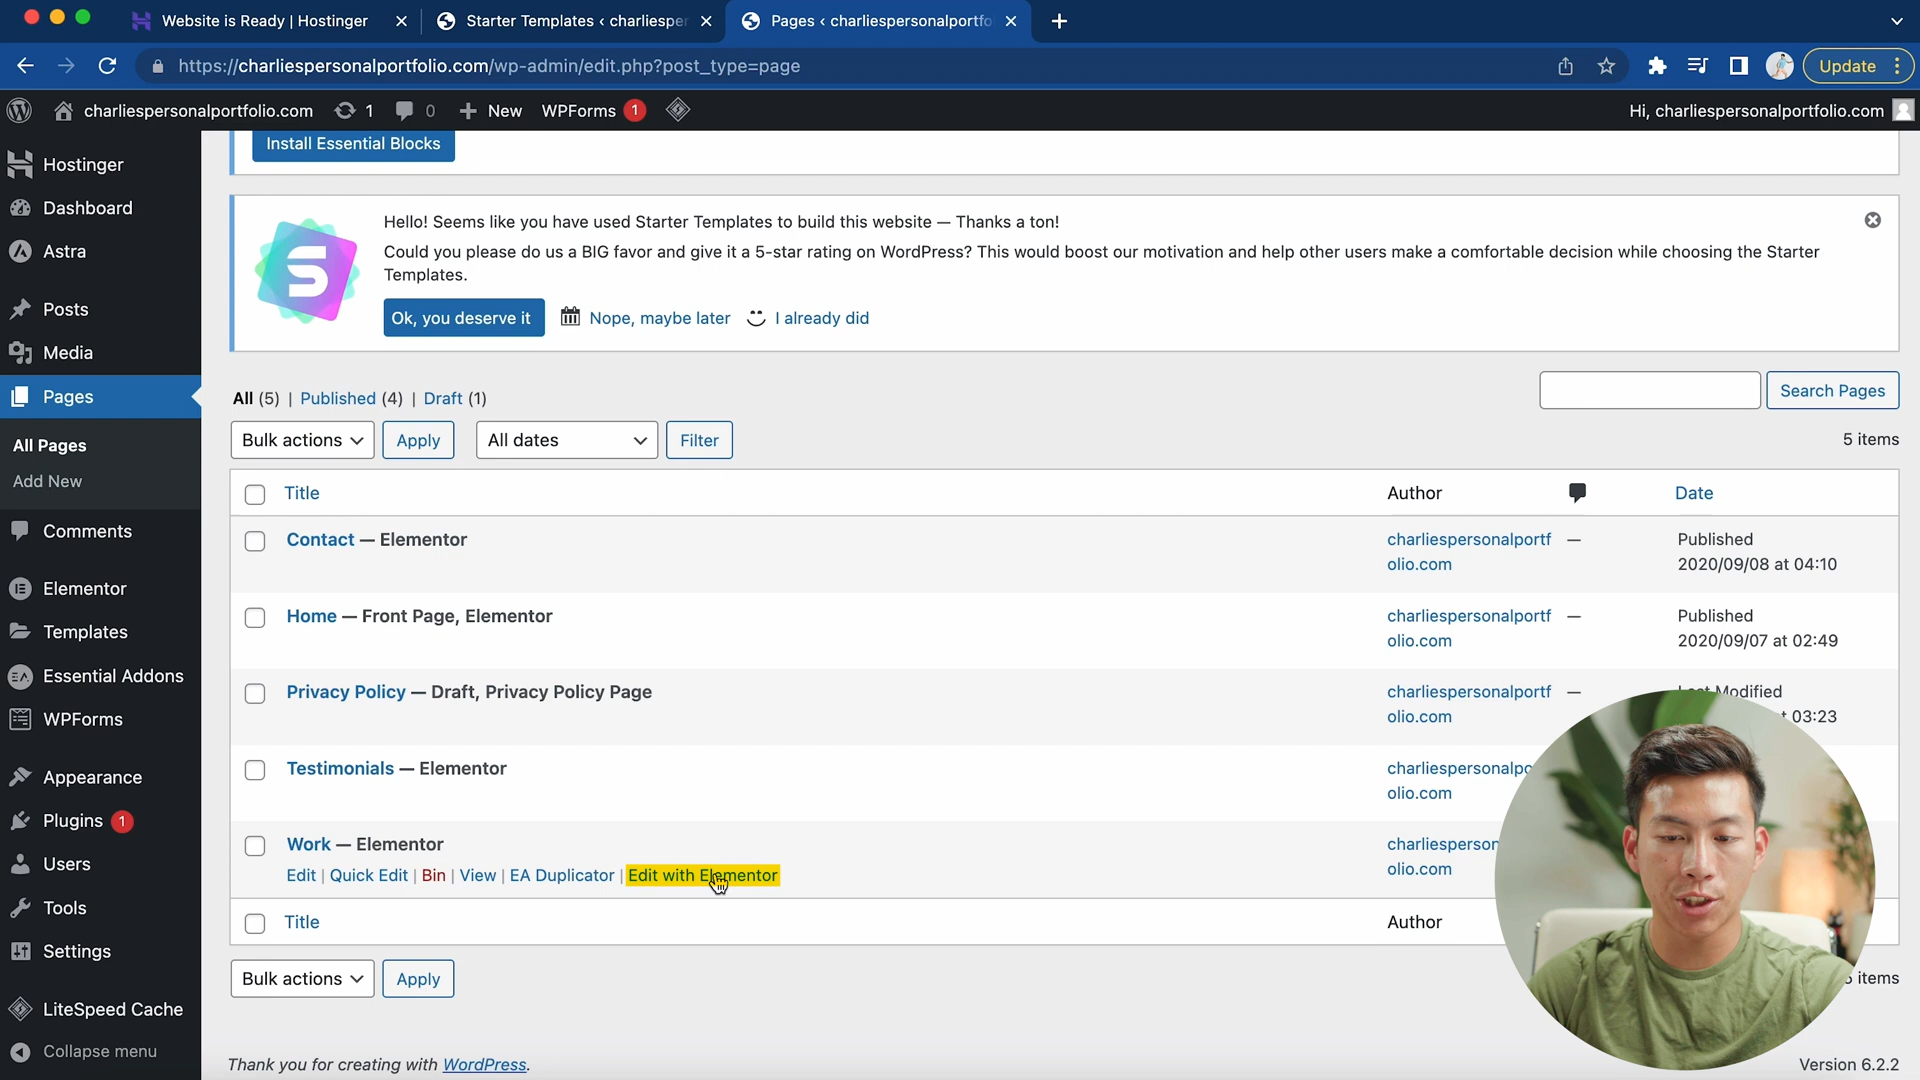 Website is Ready | Hostinger
Starter Templates ‹ charliesper
Pages ‹ charliespersonalportfo
https://charliespersonalportfolio.com/wp-admin/edit.php?post_type=page
Update
charliespersonalportfolio.com
1
0
New
WPForms 1
Hi, charliespersonalportfolio.com
Hostinger
Dashboard
Astra
Posts
Media
Pages
All Pages
Add New
Comments
Elementor
Templates
Essential Addons
WPForms
Appearance
Plugins 1
Users
Tools
Settings
LiteSpeed Cache
Collapse menu
Install Essential Blocks
Hello! Seems like you have used Starter Templates to build this website — Thanks a ton!
Could you please do us a BIG favor and give it a 5-star rating on WordPress? This would boost our motivation and help other users make a comfortable decision while choosing the Starter
Templates.
Ok, you deserve it
Nope, maybe later
I already did
All (5) | Published (4) | Draft (1)
Search Pages
Bulk actions
Apply
All dates
Filter
5 items
Title
Author
Date
Contact — Elementor
charliespersonalportf
olio.com
—
Published
2020/09/08 at 04:10
Home — Front Page, Elementor
charliespersonalportf
olio.com
—
Published
2020/09/07 at 02:49
Privacy Policy — Draft, Privacy Policy Page
charliespersonalportf
olio.com
—
Modified
03:23
Testimonials — Elementor
charliespersonalpo
olio.com
Work — Elementor
charliesperson
olio.com
Edit | Quick Edit | Bin | View | EA Duplicator | Edit with Elementor
Title
Author
Bulk actions
Apply
items
Thank you for creating with WordPress.
Version 6.2.2